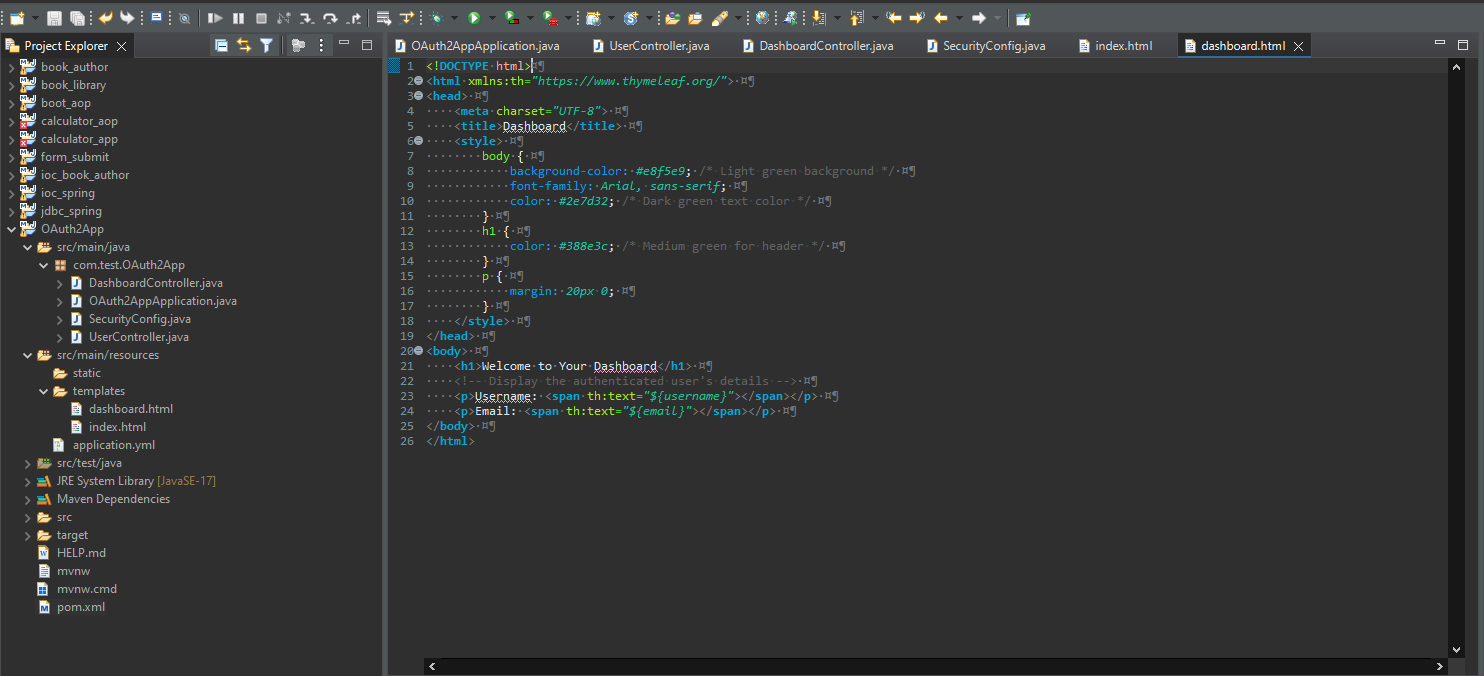 Project Explorer
book_author
book_library
boot_aop
calculator_aop
calculator_app
form_submit
ioc_book_author
ioc_spring
jdbc_spring
OAuth2App
src/main/java
com.test.OAuth2App
DashboardController.java
OAuth2AppApplication.java
SecurityConfig.java
UserController.java
src/main/resources
static
templates
dashboard.html
index.html
application.yml
src/test/java
JRE System Library [JavaSE-17]
Maven Dependencies
src
target
HELP.md
mvnw
mvnw.cmd
pom.xml
OAuth2AppApplication.java
UserController.java
DashboardController.java
SecurityConfig.java
index.html
dashboard.html
1 <!DOCTYPE·html>¤¶
2 <html·xmlns:th="https://www.thymeleaf.org/">·¤¶
3 <head>·¤¶
4 ····<meta·charset="UTF-8">·¤¶
5 ····<title>Dashboard</title>·¤¶
6 ····<style>·¤¶
7 ········body·{·¤¶
8 ············background-color:·#e8f5e9;·/*·Light·green·background·*/·¤¶
9 ············font-family:·Arial,·sans-serif;·¤¶
10 ············color:·#2e7d32;·/*·Dark·green·text·color·*/·¤¶
11 ········}·¤¶
12 ········h1·{·¤¶
13 ············color:·#388e3c;·/*·Medium·green·for·header·*/·¤¶
14 ········}·¤¶
15 ········p·{·¤¶
16 ············margin:·20px·0;·¤¶
17 ········}·¤¶
18 ····</style>·¤¶
19 </head>·¤¶
20 <body>·¤¶
21 ····<h1>Welcome·to·Your·Dashboard</h1>·¤¶
22 ····<!--·Display·the·authenticated·user's·details·-->·¤¶
23 ····<p>Username:·<span·th:text="${username}"></span></p>·¤¶
24 ····<p>Email:·<span·th:text="${email}"></span></p>·¤¶
25 </body>·¤¶
26 </html>